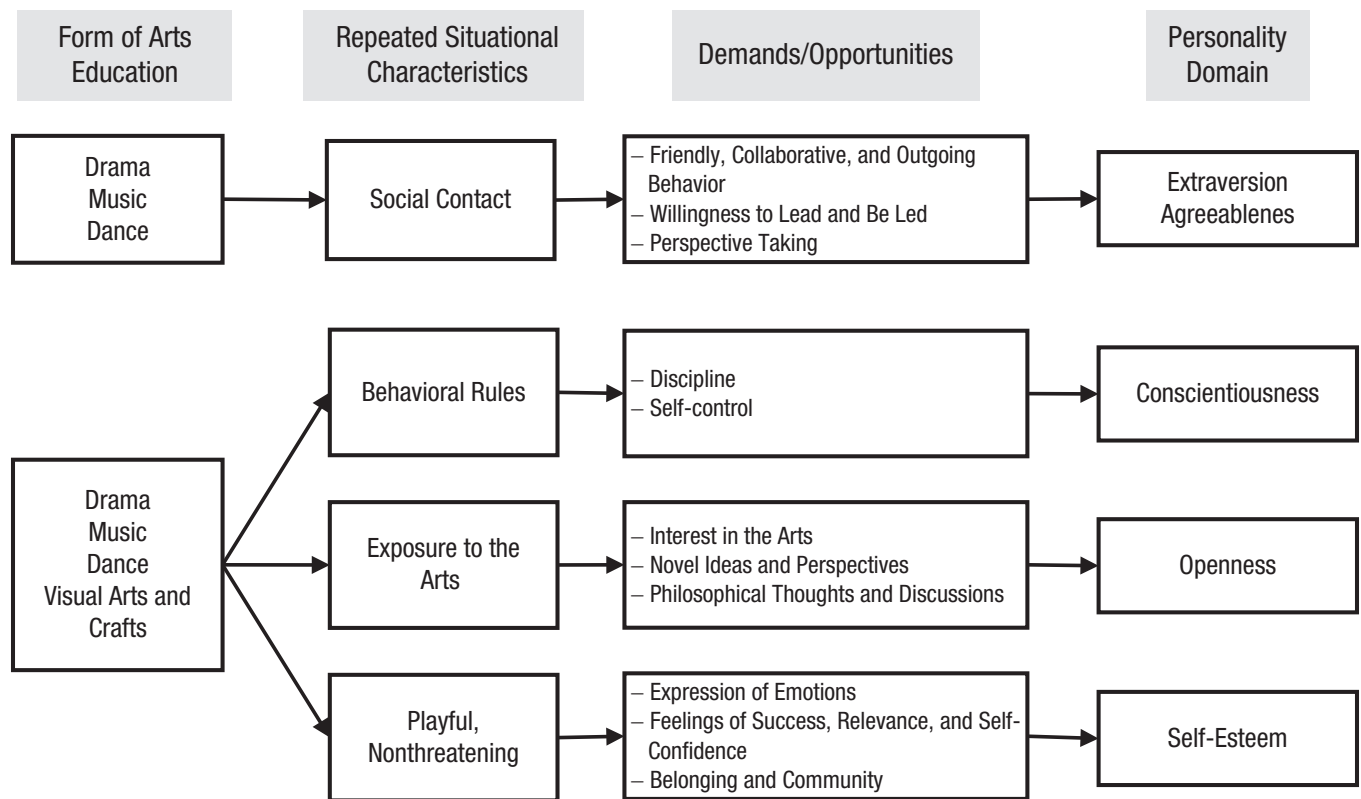 Form of Arts
Education
Repeated Situational
Characteristics
Demands/Opportunities
Personality
Domain
Drama
Music
Dance
Social Contact
– Friendly, Collaborative, and Outgoing
Behavior
– Willingness to Lead and Be Led
– Perspective Taking
Extraversion
Agreeablenes
Drama
Music
Dance
Visual Arts and
Crafts
Behavioral Rules
– Discipline
– Self-control
Conscientiousness
Exposure to the
Arts
– Interest in the Arts
– Novel Ideas and Perspectives
– Philosophical Thoughts and Discussions
Openness
Playful,
Nonthreatening
– Expression of Emotions
– Feelings of Success, Relevance, and Self-
Confidence
– Belonging and Community
Self-Esteem